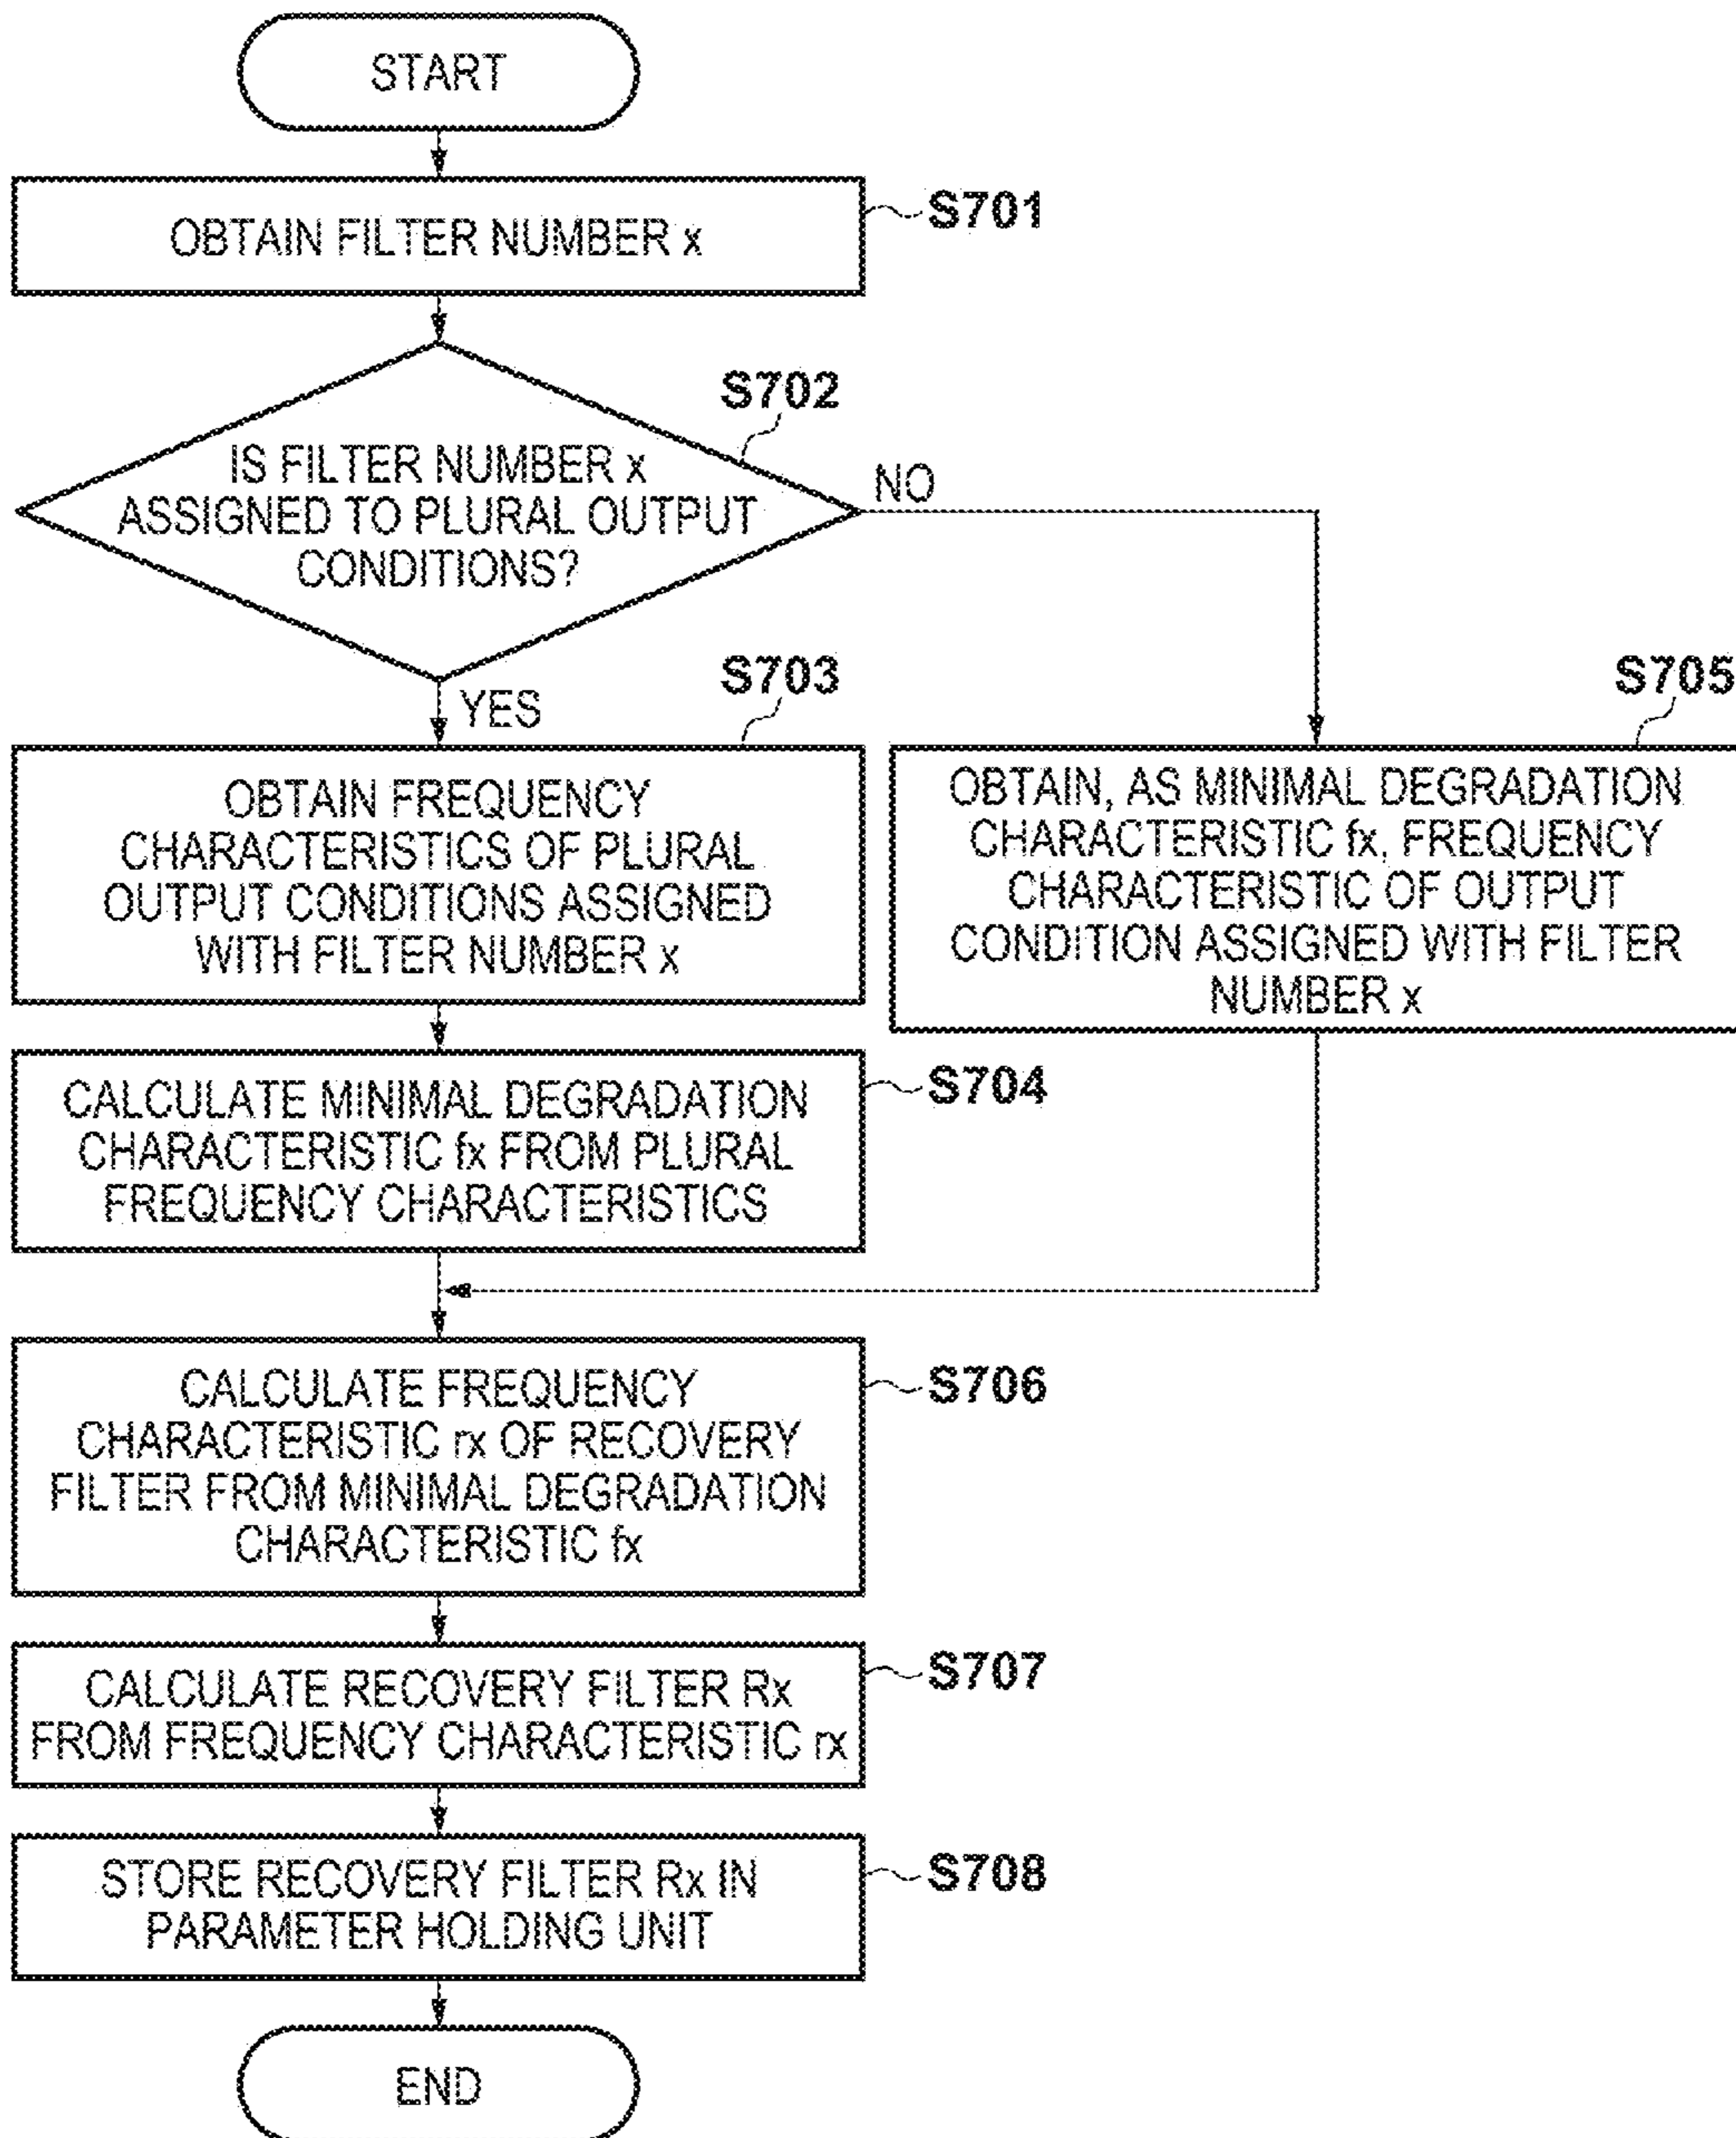 START
OBTAIN FILTER NUMBER x
S701
S702
IS FILTER NUMBER x
ASSIGNED TO PLURAL OUTPUT
CONDITIONS?
NO
YES
S703
OBTAIN FREQUENCY
CHARACTERISTICS OF PLURAL
OUTPUT CONDITIONS ASSIGNED
WITH FILTER NUMBER x
S705
OBTAIN, AS MINIMAL DEGRADATION
CHARACTERISTIC fx, FREQUENCY
CHARACTERISTIC OF OUTPUT
CONDITION ASSIGNED WITH FILTER
NUMBER x
CALCULATE MINIMAL DEGRADATION
CHARACTERISTIC fx FROM PLURAL
FREQUENCY CHARACTERISTICS
S704
CALCULATE FREQUENCY
CHARACTERISTIC rx OF RECOVERY
FILTER FROM MINIMAL DEGRADATION
CHARACTERISTIC fx
S706
CALCULATE RECOVERY FILTER Rx
FROM FREQUENCY CHARACTERISTIC rx
S707
STORE RECOVERY FILTER Rx IN
PARAMETER HOLDING UNIT
S708
END